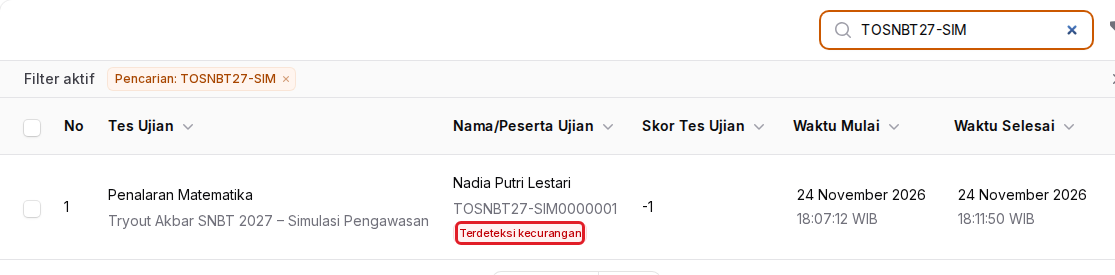 TOSNBT27-SIM
Filter aktif Pencarian: TOSNBT27-SIM ×
No Tes Ujian Nama/Peserta Ujian Skor Tes Ujian Waktu Mulai Waktu Selesai
1 Penalaran Matematika
Tryout Akbar SNBT 2027 – Simulasi Pengawasan
Nadia Putri Lestari
TOSNBT27-SIM0000001
Terdeteksi kecurangan
-1
24 November 2026
18:07:12 WIB
24 November 2026
18:11:50 WIB